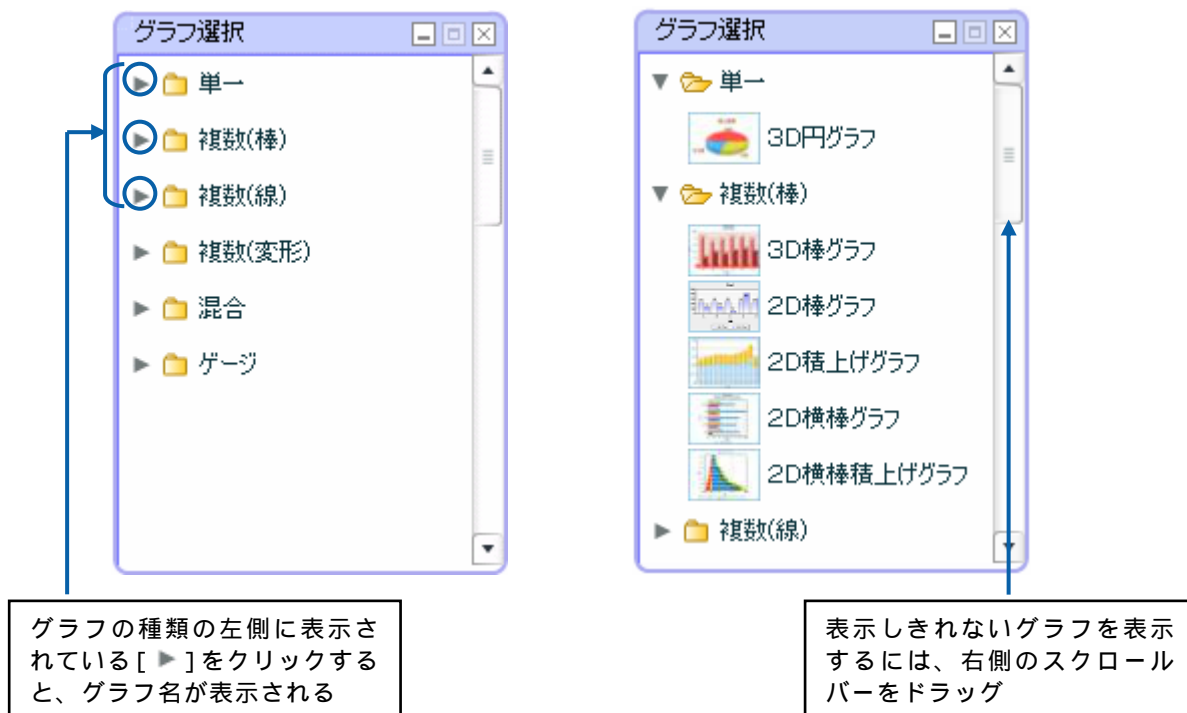 グラフ選択
単一
複数(棒)
複数(線)
複数(変形)
混合
ゲージ
グラフの種類の左側に表示さ
れている[ ▶ ]をクリックする
と、グラフ名が表示される
グラフ選択
単一
3D円グラフ
複数(棒)
3D棒グラフ
2D棒グラフ
2D積上げグラフ
2D横棒グラフ
2D横棒積上げグラフ
複数(線)
表示しきれないグラフを表示
するには、右側のスクロール
バーをドラッグ